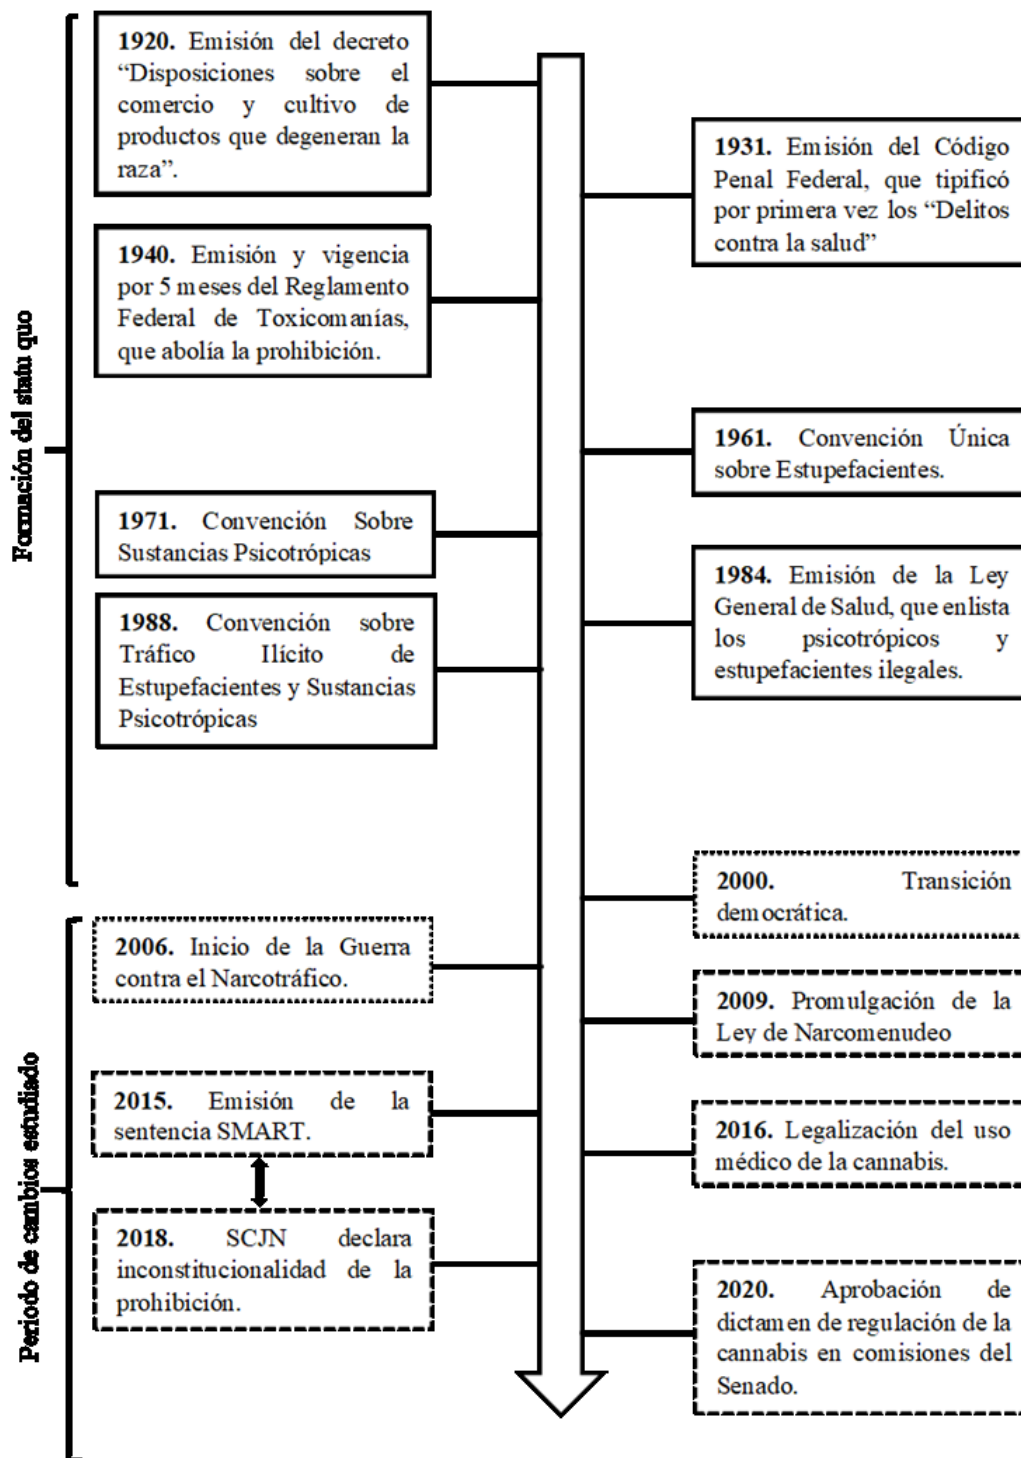 Formación del statu quo
1920. Emisión del decreto
“Disposiciones sobre el
comercio y cultivo de
productos que degeneran la
raza”.
1931. Emisión del Código
Penal Federal, que tipificó
por primera vez los “Delitos
contra la salud”
1940. Emisión y vigencia
por 5 meses del Reglamento
Federal de Toxicomanías,
que abolía la prohibición.
1961. Convención Única
sobre Estupefacientes.
1971. Convención Sobre
Sustancias Psicotrópicas
1984. Emisión de la Ley
General de Salud, que enlista
los psicotrópicos y
estupefacientes ilegales.
1988. Convención sobre
Tráfico Ilícito de
Estupefacientes y Sustancias
Psicotrópicas
2000. Transición
democrática.
Periodo de cambios estudiado
2006. Inicio de la Guerra
contra el Narcotráfico.
2009. Promulgación de la
Ley de Narcomenudeo
2015. Emisión de la
sentencia SMART.
2016. Legalización del uso
médico de la cannabis.
2018. SCJN declara
inconstitucionalidad de la
prohibición.
2020. Aprobación de
dictamen de regulación de la
cannabis en comisiones del
Senado.